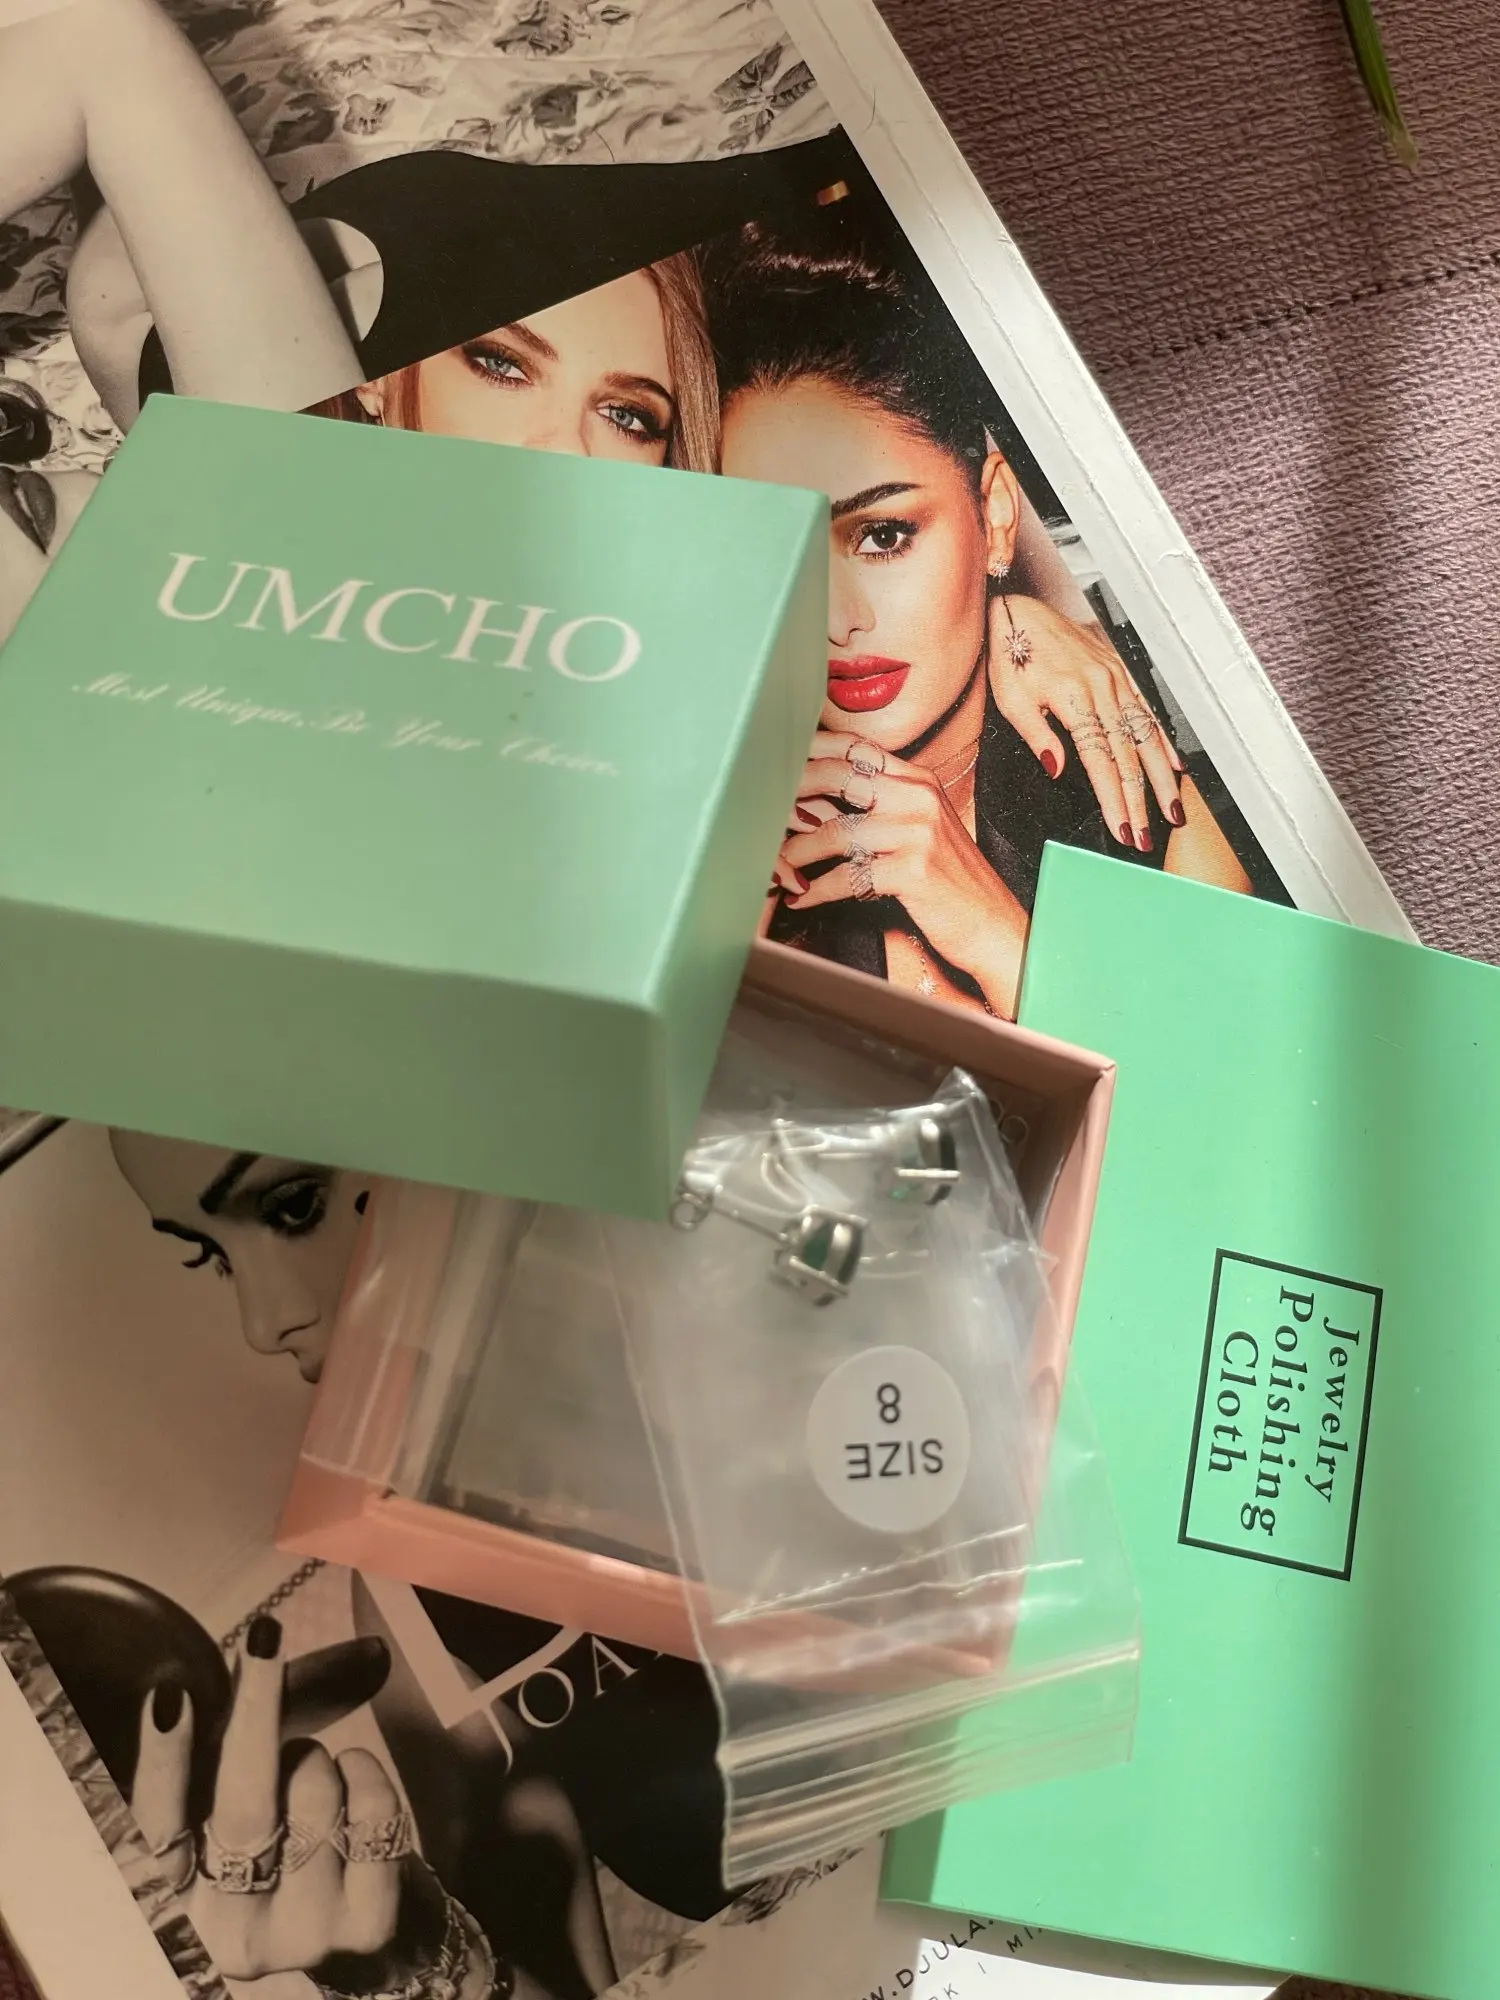 UMCHO
Most Unique, Be Your Choice.
Jewelry
Polishing
Cloth
SIZE
8